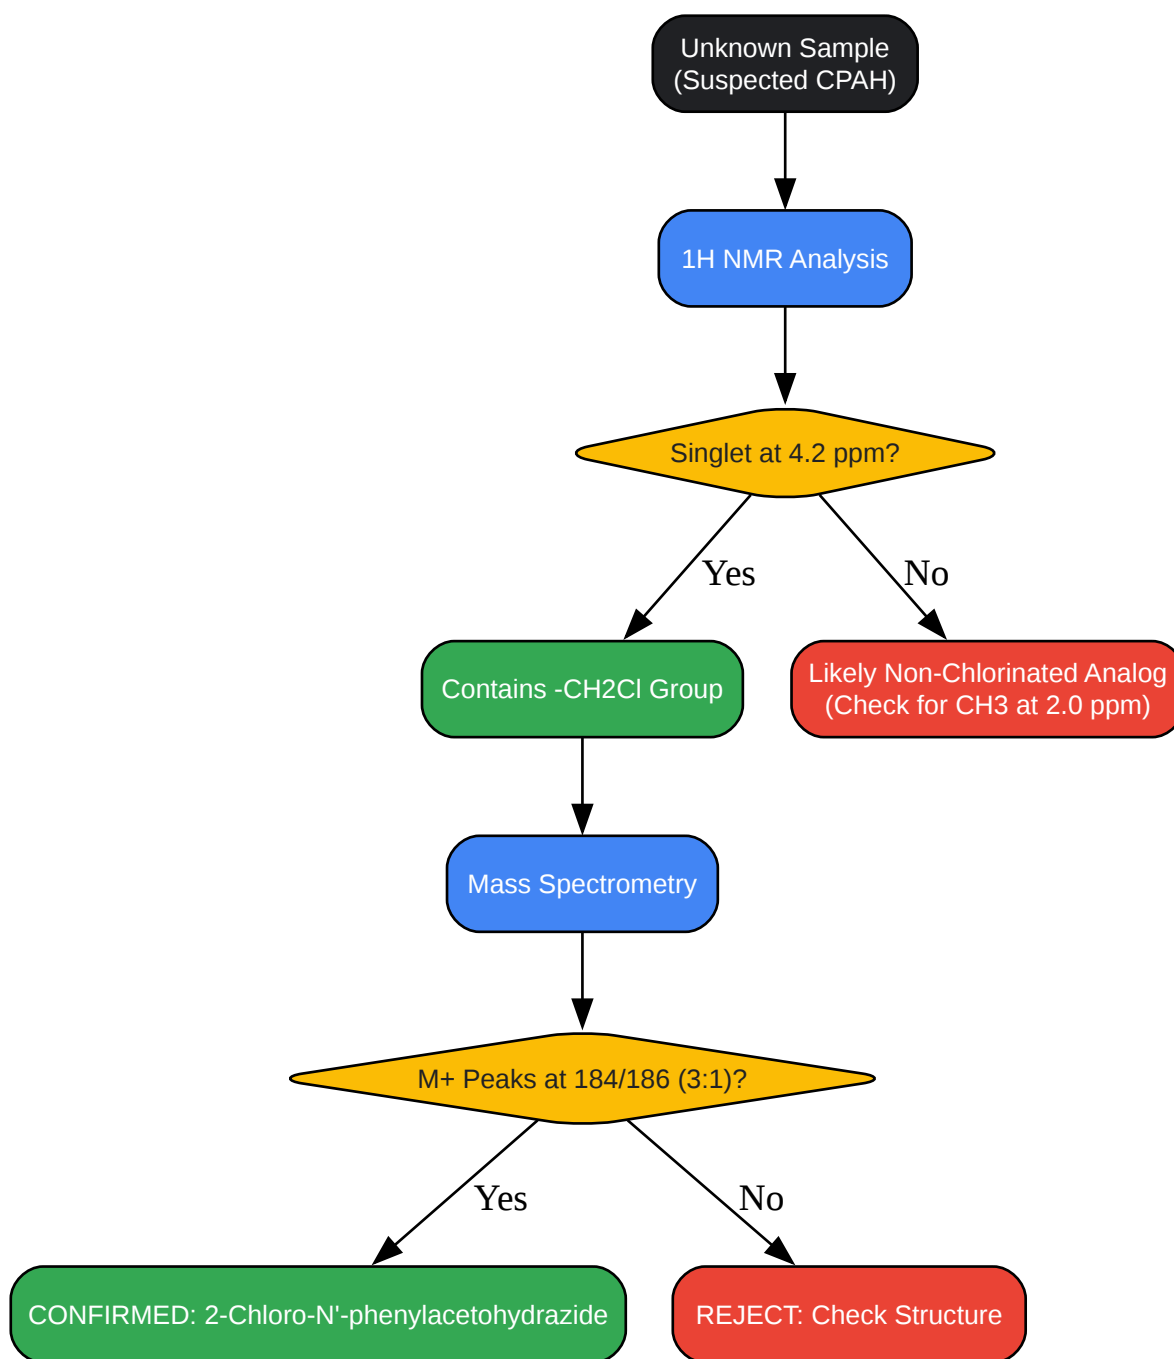 Unknown Sample
(Suspected CPAH)
1H NMR Analysis
Singlet at 4.2 ppm?
Yes
No
Contains -CH2Cl Group
Likely Non-Chlorinated Analog
(Check for CH3 at 2.0 ppm)
Mass Spectrometry
M+ Peaks at 184/186 (3:1)?
Yes
No
CONFIRMED: 2-Chloro-N'-phenylacetohydrazide
REJECT: Check Structure